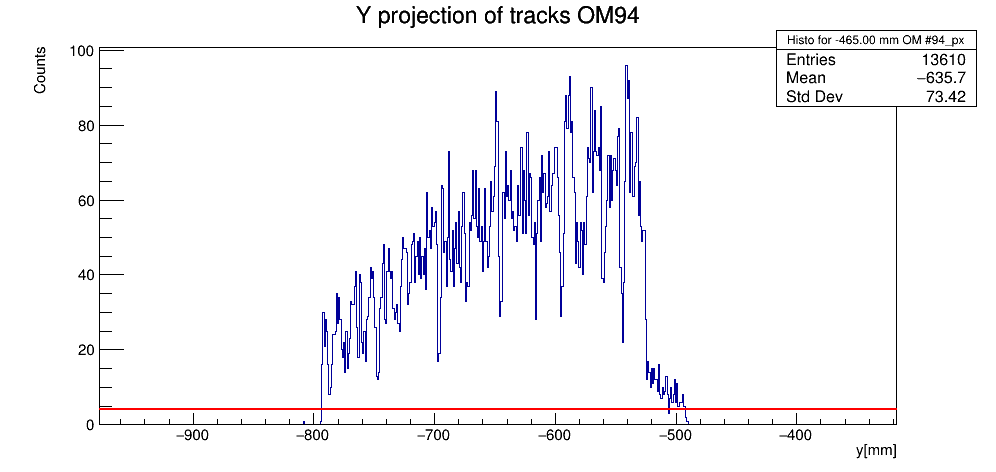 Y projection of tracks OM94
Histo for -465.00 mm OM #94_px
Entries 13610
Mean −635.7
Std Dev 73.42
Counts
100
80
60
40
20
0
−900 −800 −700 −600 −500 −400
y[mm]